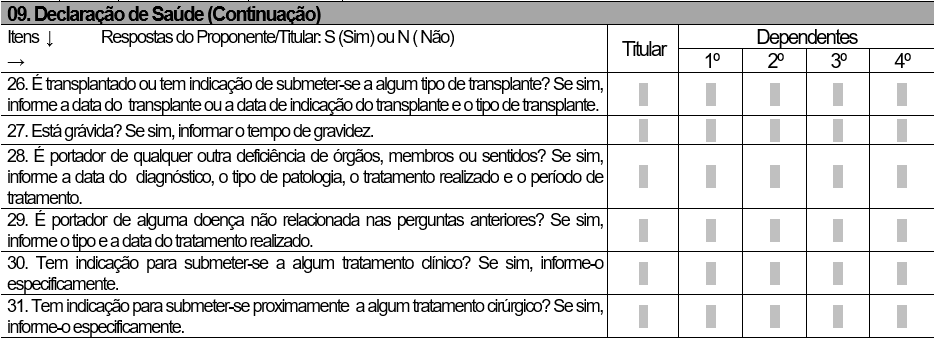 09. Declaração de Saúde (Continuação)
Itens ↓ Respostas do Proponente/Titular: S (Sim) ou N ( Não)
→
Titular
Dependentes
1º 2º 3º 4º
26. É transplantado ou tem indicação de submeter-se a algum tipo de transplante? Se sim,
informe a data do transplante ou a data de indicação do transplante e o tipo de transplante.
27. Está grávida? Se sim, informar o tempo de gravidez.
28. É portador de qualquer outra deficiência de órgãos, membros ou sentidos? Se sim,
informe a data do diagnóstico, o tipo de patologia, o tratamento realizado e o período de
tratamento.
29. É portador de alguma doença não relacionada nas perguntas anteriores? Se sim,
informe o tipo e a data do tratamento realizado.
30. Tem indicação para submeter-se a algum tratamento clínico? Se sim, informe-o
especificamente.
31. Tem indicação para submeter-se proximamente a algum tratamento cirúrgico? Se sim,
informe-o especificamente.